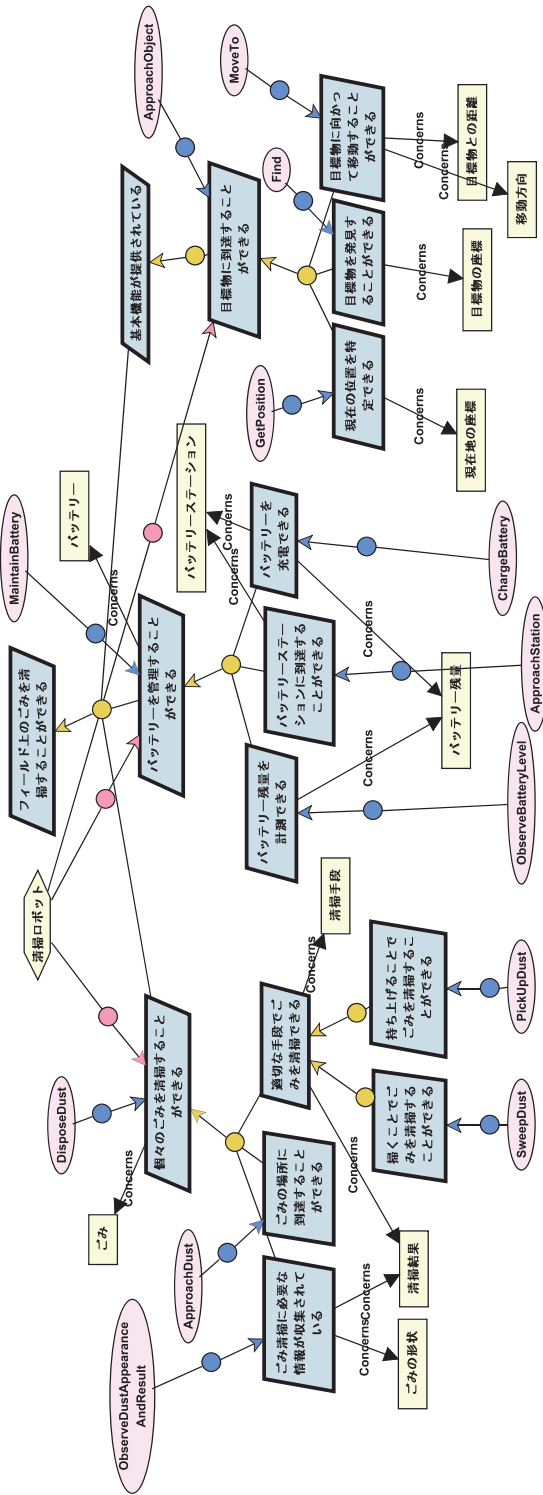 フィールド上のごみを清
掃することができる
清掃ロボット
MaintainBattery
バッテリー
Concerns
基本機能が提供されている
ApproachObject
DisposeDust
個々のごみを清掃すること
ができる
Concerns
ごみ
バッテリーを管理すること
ができる
バッテリーステーション
Concerns
Concerns
目標物に到達すること
ができる
GetPosition
Find
MoveTo
ObserveDustAppearance
AndResult
ApproachDust
ごみ清掃に必要な
情報が収集されて
いる
ごみの場所に
到達すること
ができる
適切な手段でご
みを清掃できる
Concerns
清掃手段
バッテリー残量を
計測できる
バッテリーステー
ションに到達する
ことができる
バッテリーを
充電できる
現在の位置を特
定できる
目標物を発見す
ることができる
目標物に向かっ
て移動すること
ができる
Concerns
Concerns
Concerns
ごみの形状
清掃結果
掃くことでご
みを清掃する
ことができる
持ち上げることで
ごみを清掃するこ
とができる
Concerns
Concerns
バッテリー残量
Concerns
現在地の座標
Concerns
目標物の座標
Concerns
Concerns
目標物との距離
移動方向
SweepDust
PickUpDust
ObserveBatteryLevel
ApproachStation
ChargeBattery